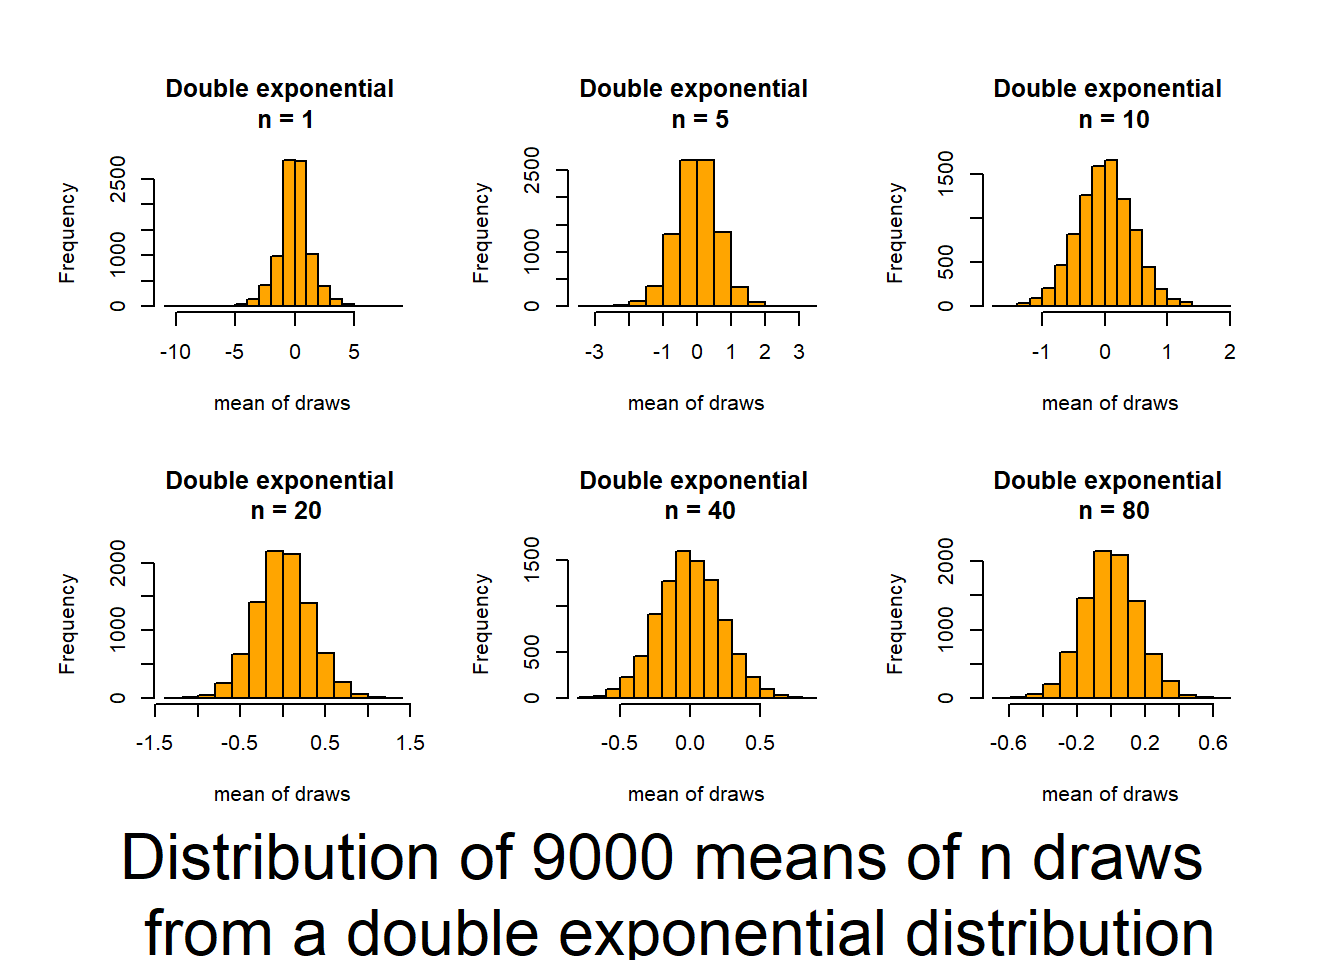 Double exponential
n = 1
Frequency
0
1000
2500
-10 -5 0 5
mean of draws
Double exponential
n = 5
Frequency
0
1000
2500
-3 -1 0 1 2 3
mean of draws
Double exponential
n = 10
Frequency
0
500
1500
-1 0 1 2
mean of draws
Double exponential
n = 20
Frequency
0
1000
2000
-1.5 -0.5 0.5 1.5
mean of draws
Double exponential
n = 40
Frequency
0
500
1500
-0.5 0.0 0.5
mean of draws
Double exponential
n = 80
Frequency
0
1000
2000
-0.6 -0.2 0.2 0.6
mean of draws
Distribution of 9000 means of n draws
from a double exponential distribution